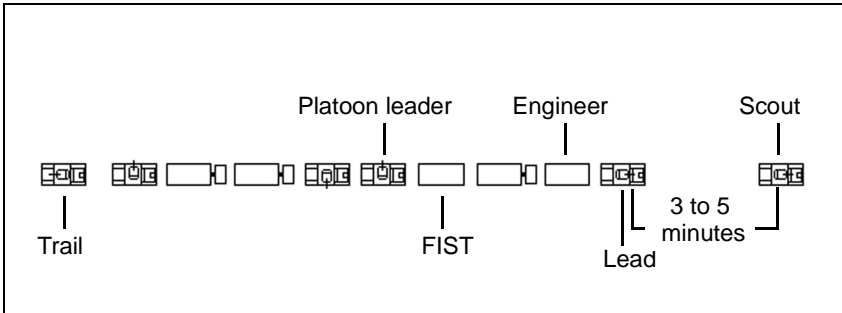 Platoon leader
Engineer
Scout
Trail
FIST
Lead
3 to 5
minutes